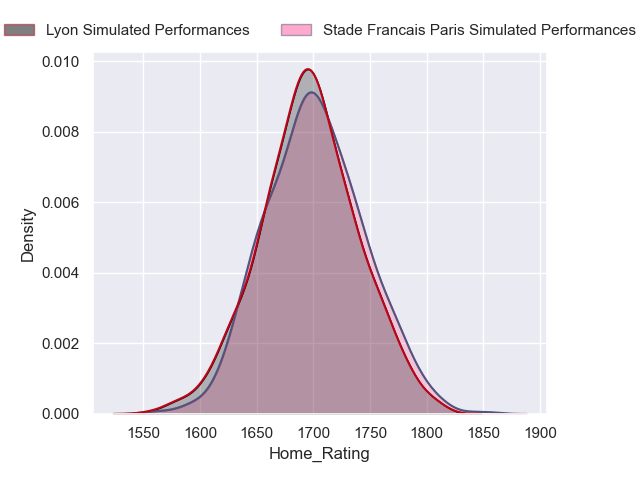 Lyon Simulated Performances
Stade Francais Paris Simulated Performances
0.010
0.008
0.006
0.004
0.002
0.000
Density
1550 1600 1650 1700 1750 1800 1850 1900
Home_Rating